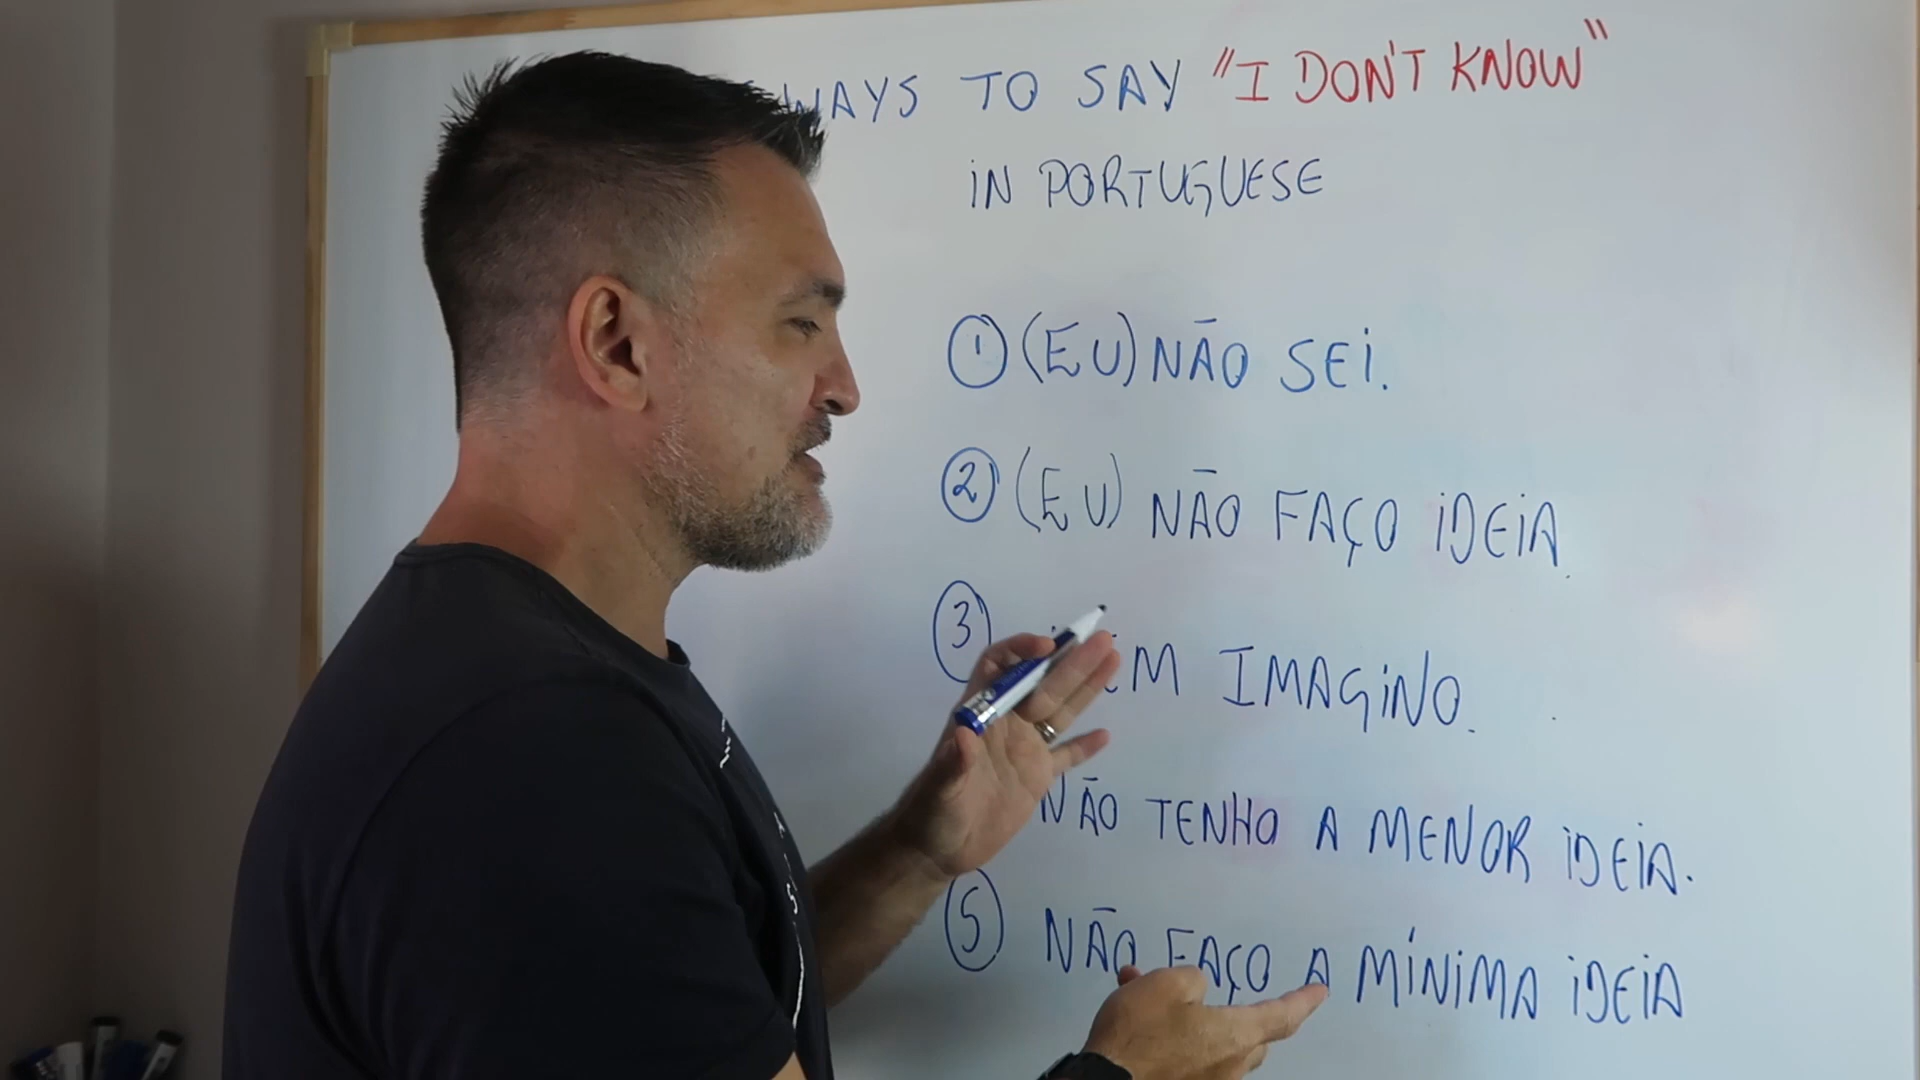 WAYS TO SAY "I DON'T KNOW"
IN PORTUGUESE
1 (EU) NÃO SEI.
2 (EU) NÃO FAÇO IDEIA.
3 IMAGINO.
NÃO TENHO A MENOR IDEIA.
5 NÃO FAÇO A MÍNIMA IDEIA